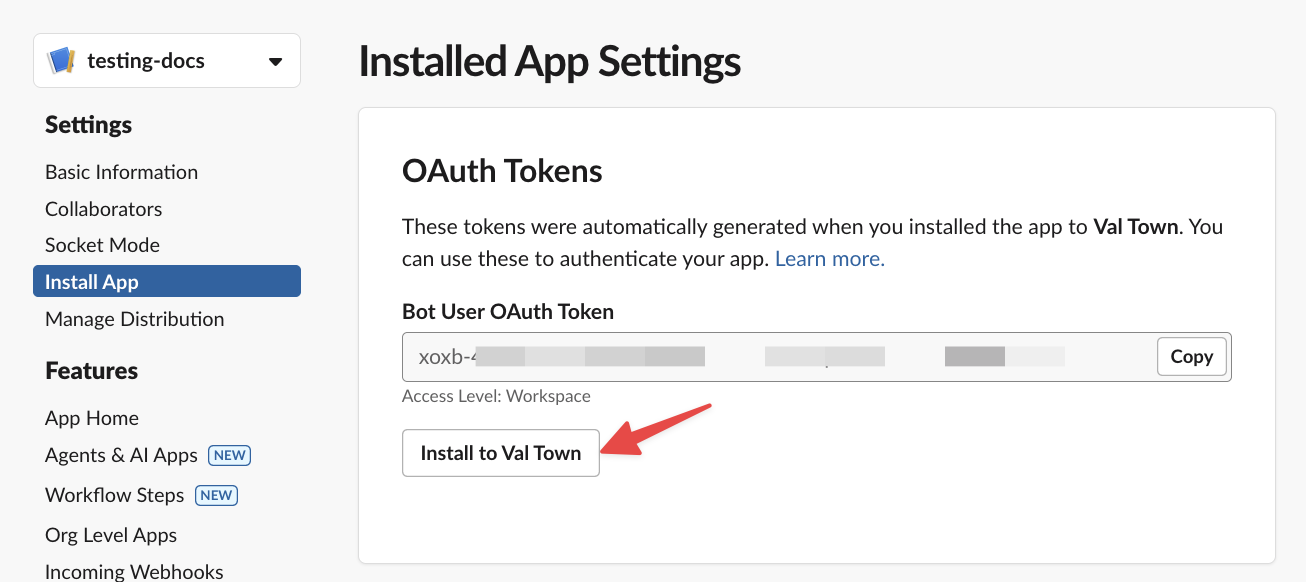 testing-docs
Settings
Basic Information
Collaborators
Socket Mode
Install App
Manage Distribution
Features
App Home
Agents & AI Apps NEW
Workflow Steps NEW
Org Level Apps
Incoming Webhooks
Installed App Settings
OAuth Tokens
These tokens were automatically generated when you installed the app to Val Town. You
can use these to authenticate your app. Learn more.
Bot User OAuth Token
xoxb-4
Copy
Access Level: Workspace
Install to Val Town